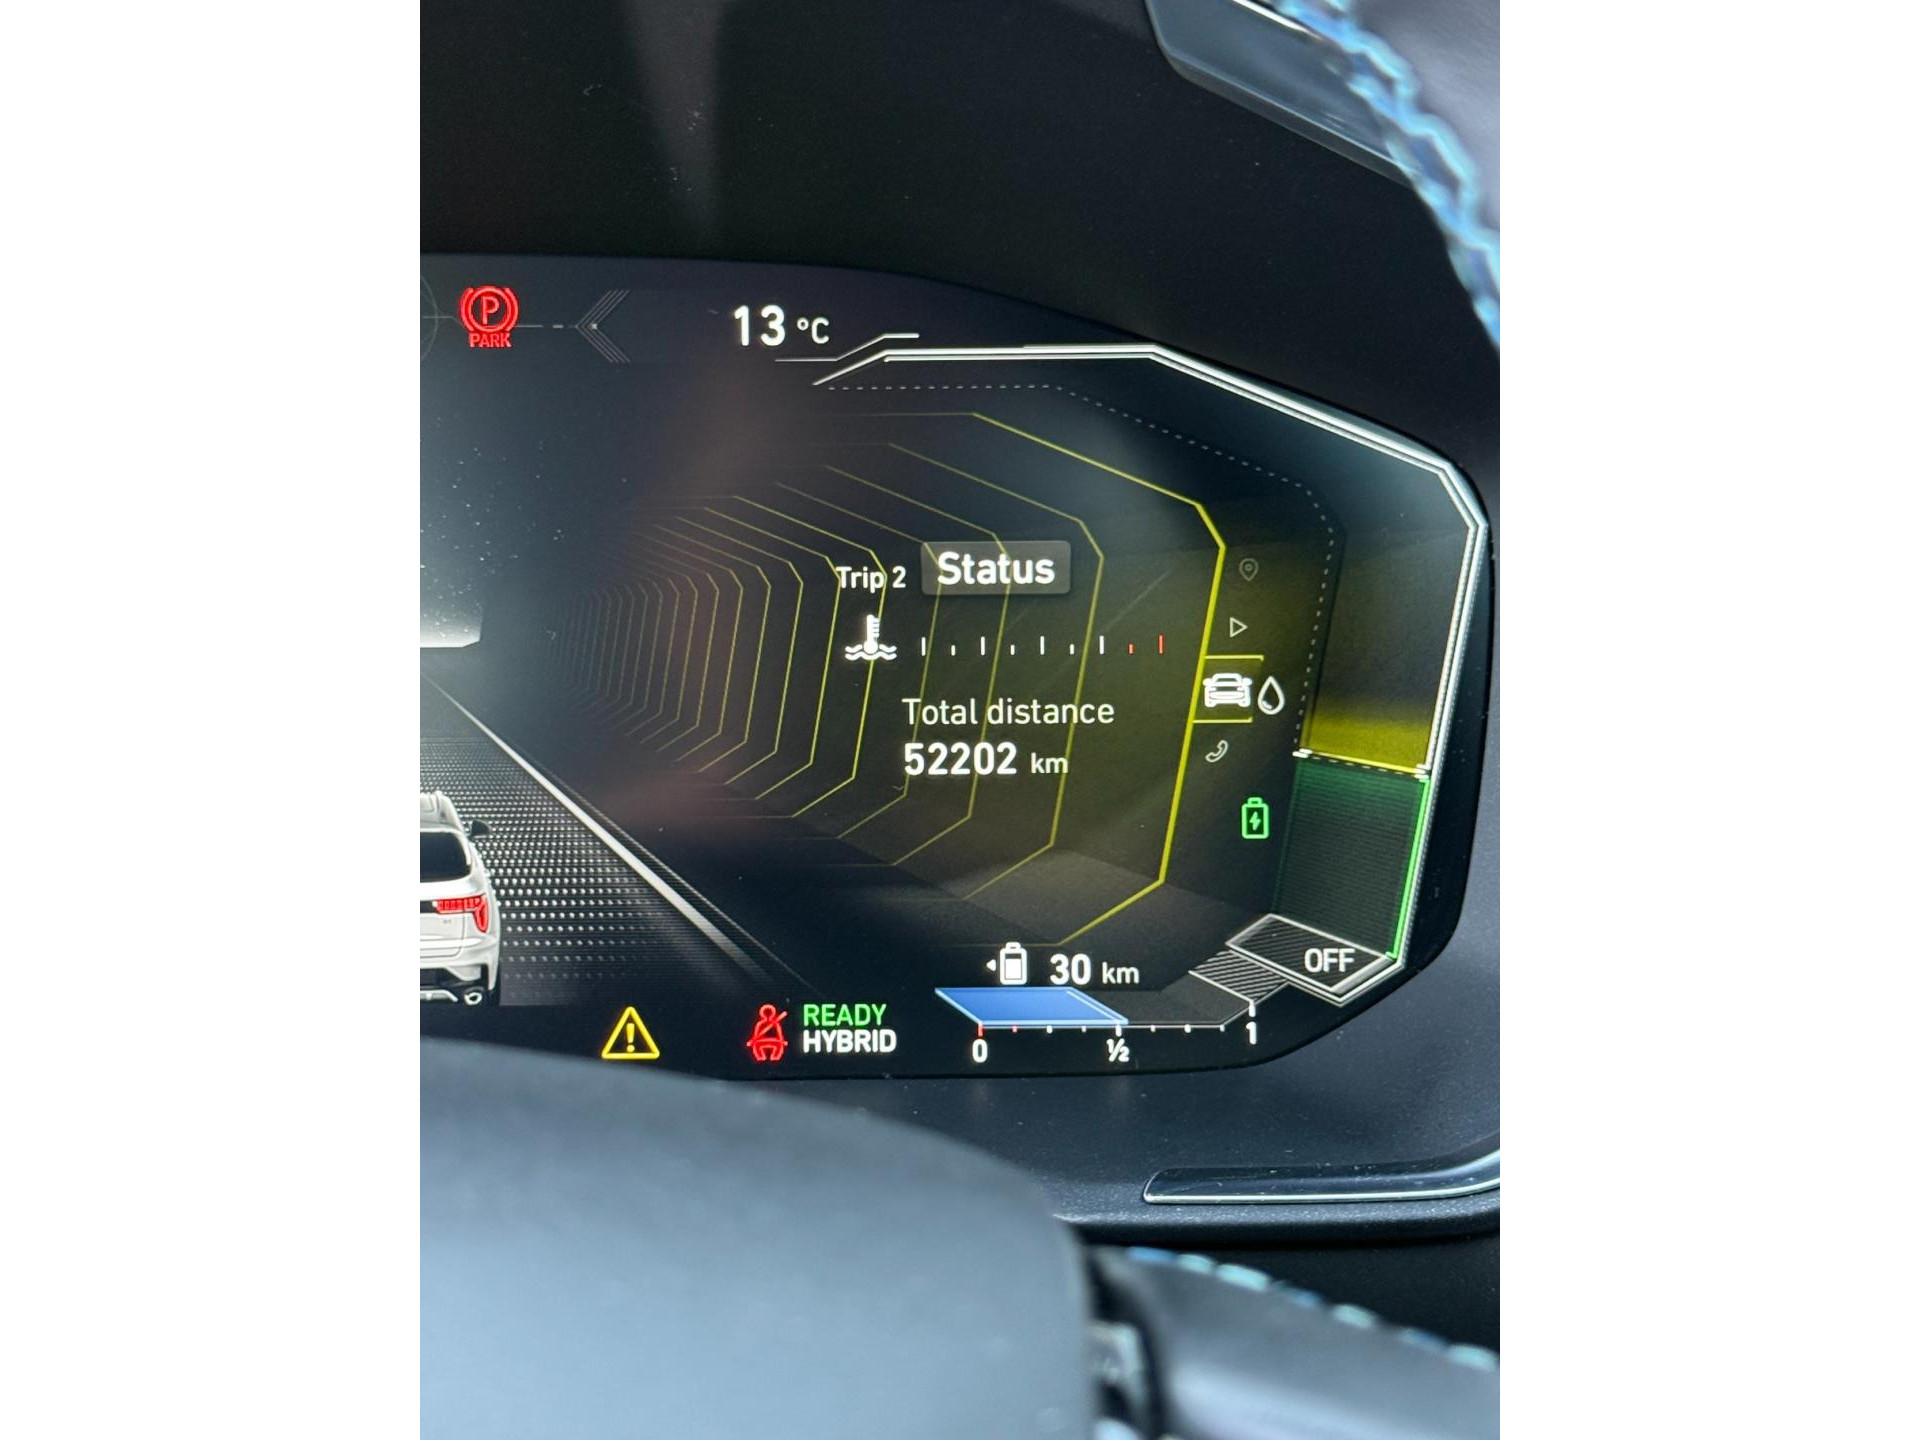 P
PARK
13 °C
Trip 2 Status
Total distance
52202 km
30 km
OFF
READY
HYBRID
0 ½ 1